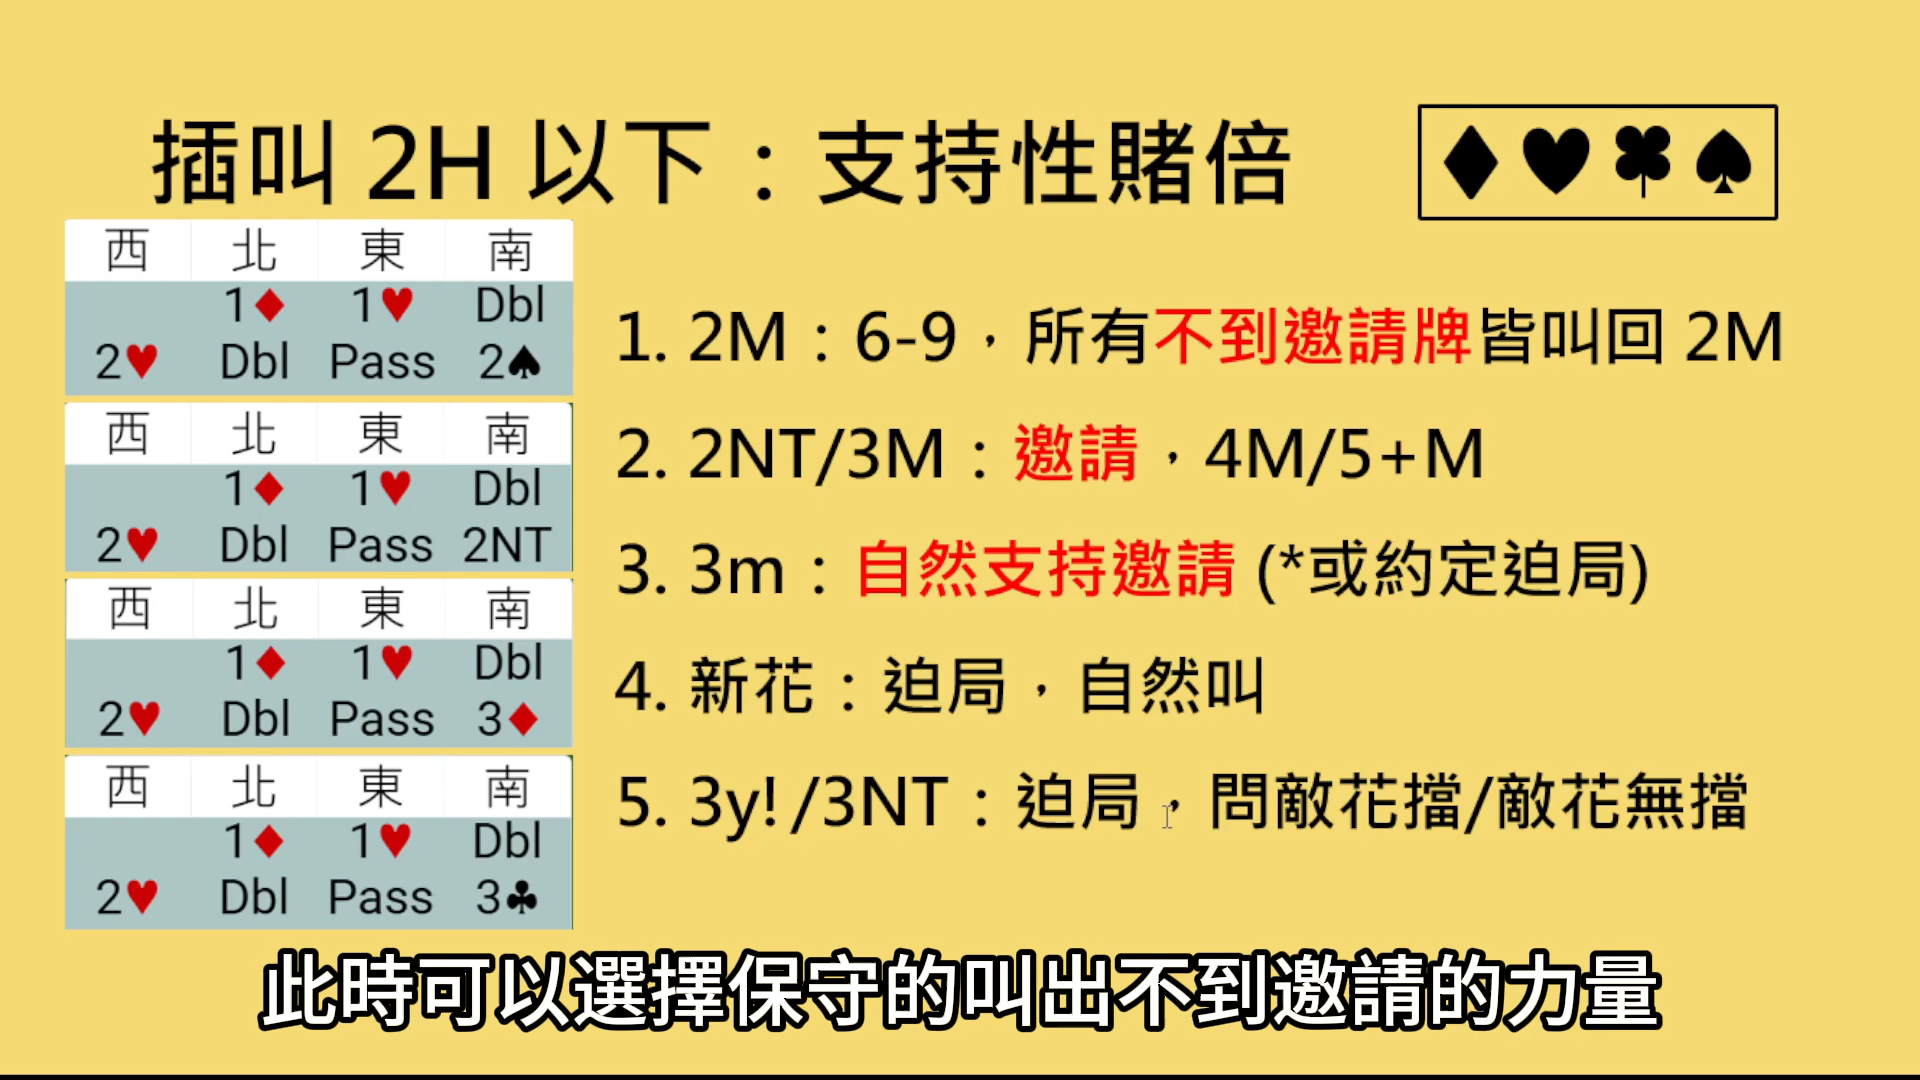 插叫 2H 以下：支持性賭倍
♦ ♥ ♣ ♠
西 北 東 南
1♦ 1♥ Dbl
2♥ Dbl Pass 2♠
西 北 東 南
1♦ 1♥ Dbl
2♥ Dbl Pass 2NT
西 北 東 南
1♦ 1♥ Dbl
2♥ Dbl Pass 3♦
西 北 東 南
1♦ 1♥ Dbl
2♥ Dbl Pass 3♣
1. 2M：6-9，所有不到邀請牌皆叫回 2M
2. 2NT/3M：邀請，4M/5+M
3. 3m：自然支持邀請 (*或約定迫局)
4. 新花：迫局，自然叫
5. 3y! /3NT：迫局，問敵花擋/敵花無擋
此時可以選擇保守的叫出不到邀請的力量